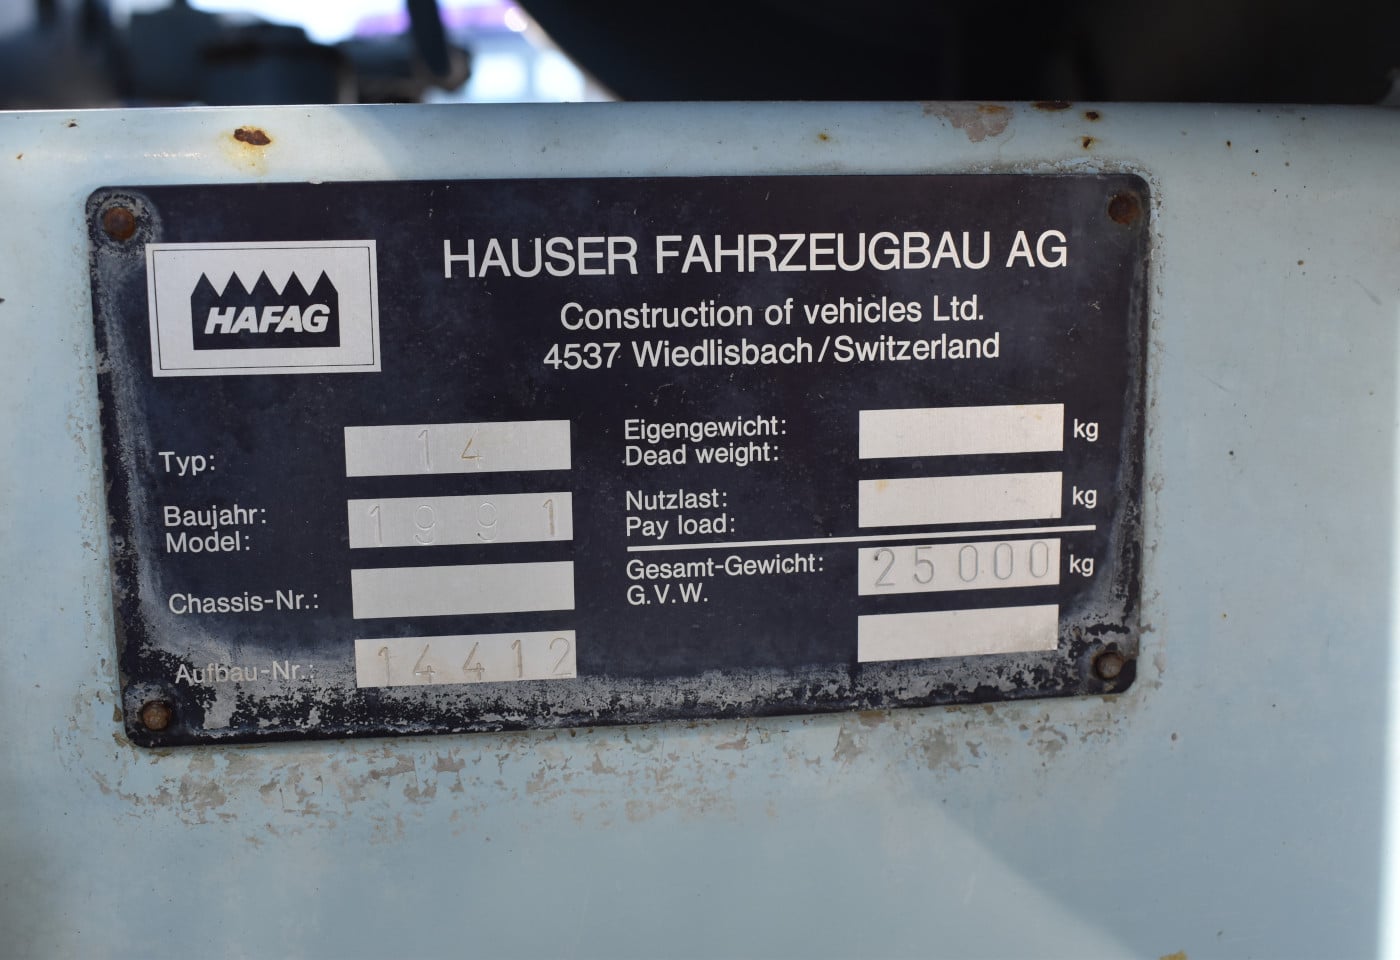 HAFAG
HAUSER FAHRZEUGBAU AG
Construction of vehicles Ltd.
4537 Wiedlisbach/Switzerland
Typ: 14
Baujahr: 1991
Model:
Chassis-Nr.:
Aufbau-Nr.: 14412
Eigengewicht: kg
Dead weight:
Nutzlast: kg
Pay load:
Gesamt-Gewicht: 25000 kg
G.V.W.